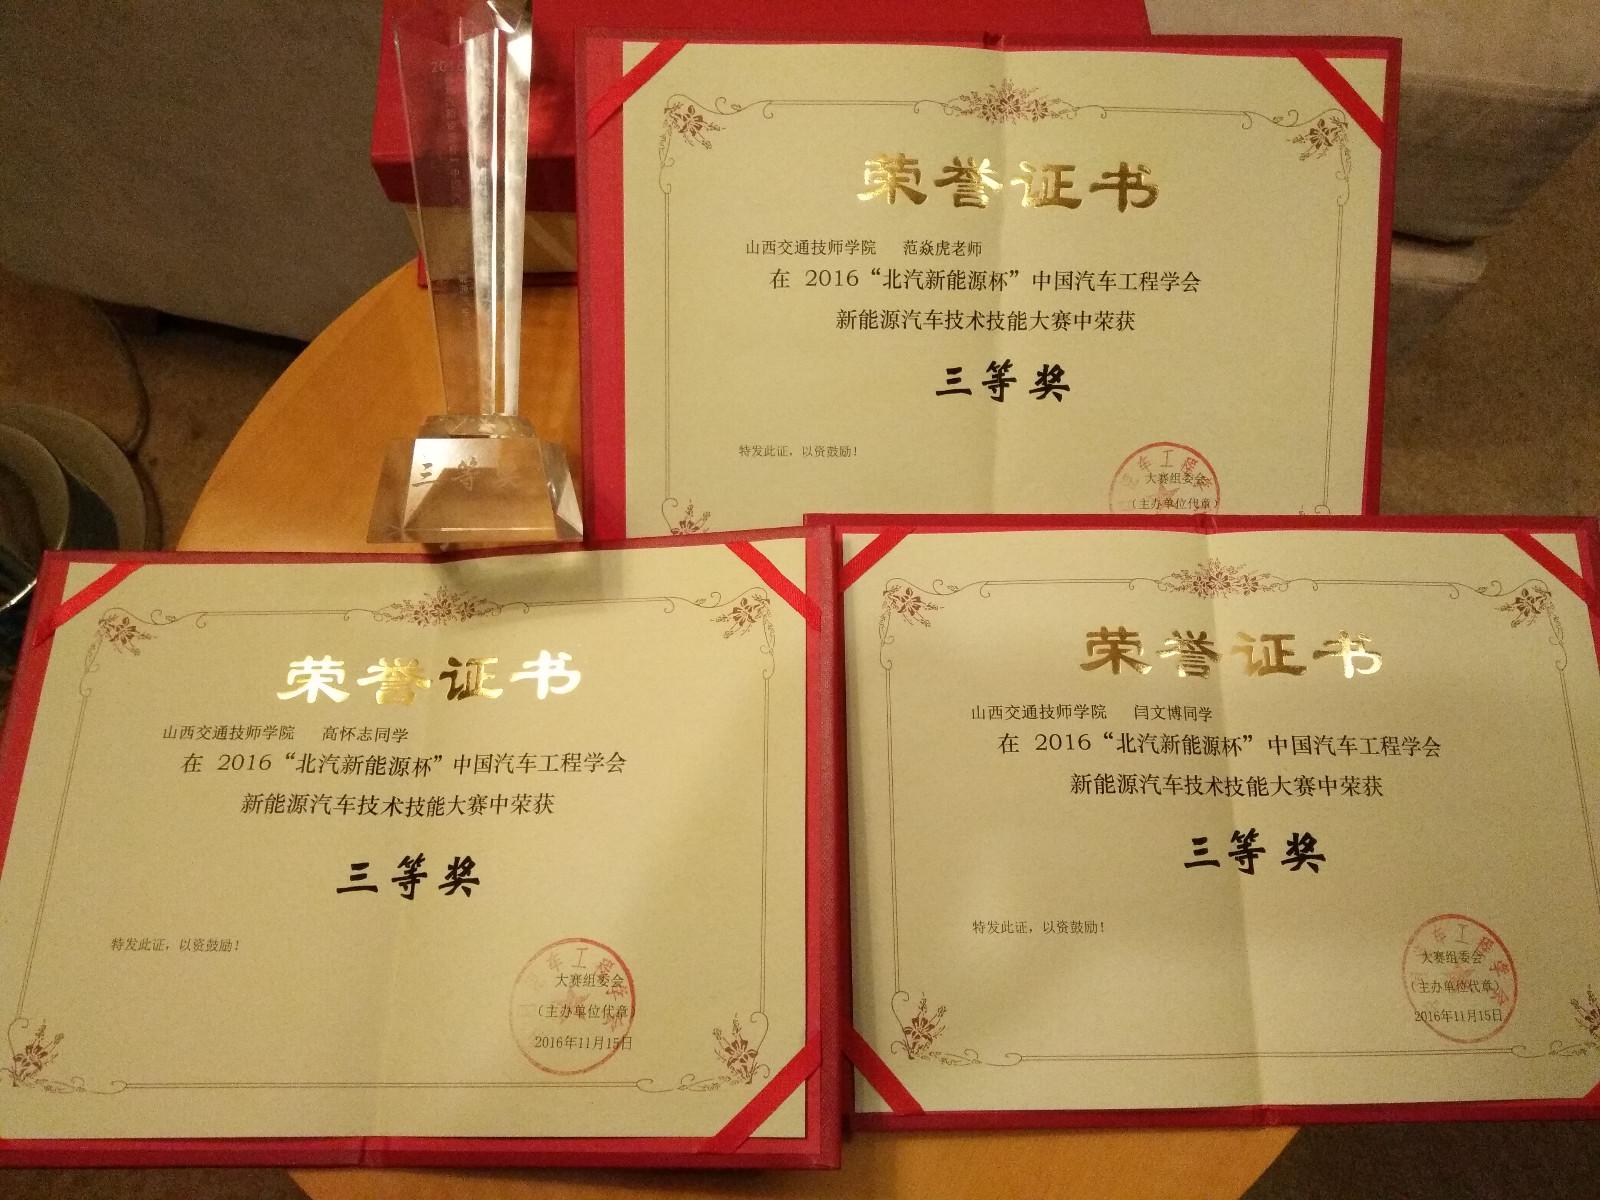 荣誉证书
山西交通技师学院 范焱虎老师
在 2016“北汽新能源杯”中国汽车工程学会
新能源汽车技术技能大赛中荣获
三等奖
特发此证，以资鼓励！
大赛组委会
（主办单位代章）
2016
三等奖
荣誉证书
山西交通技师学院 高怀志同学
在 2016“北汽新能源杯”中国汽车工程学会
新能源汽车技术技能大赛中荣获
三等奖
特发此证，以资鼓励！
大赛组委会
（主办单位代章）
2016年11月15日
荣誉证书
山西交通技师学院 闫文博同学
在 2016“北汽新能源杯”中国汽车工程学会
新能源汽车技术技能大赛中荣获
三等奖
特发此证，以资鼓励！
大赛组委会
（主办单位代章）
2016年11月15日